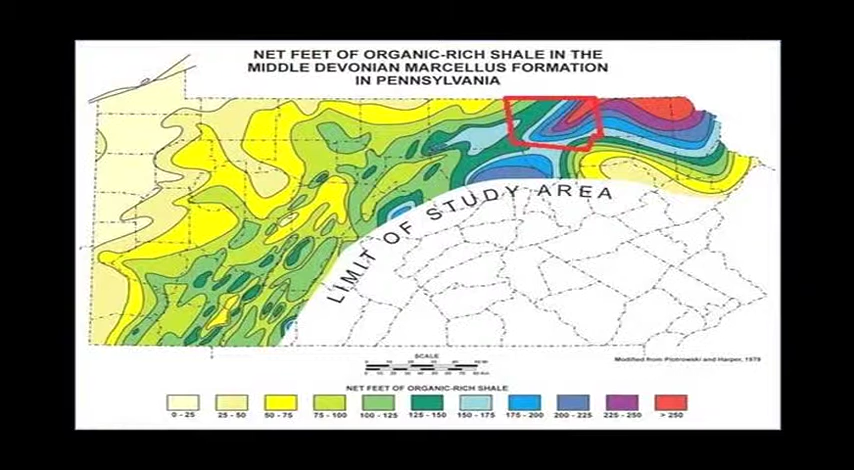 NET FEET OF ORGANIC-RICH SHALE IN THE
MIDDLE DEVONIAN MARCELLUS FORMATION
IN PENNSYLVANIA
LIMIT OF STUDY AREA
SCALE
Modified from Piotrowski and Harper, 1979
NET FEET OF ORGANIC-RICH SHALE
0 - 25 25 - 50 50 - 75 75 - 100 100 - 125 125 - 150 150 - 175 175 - 200 200 - 225 225 - 250 > 250